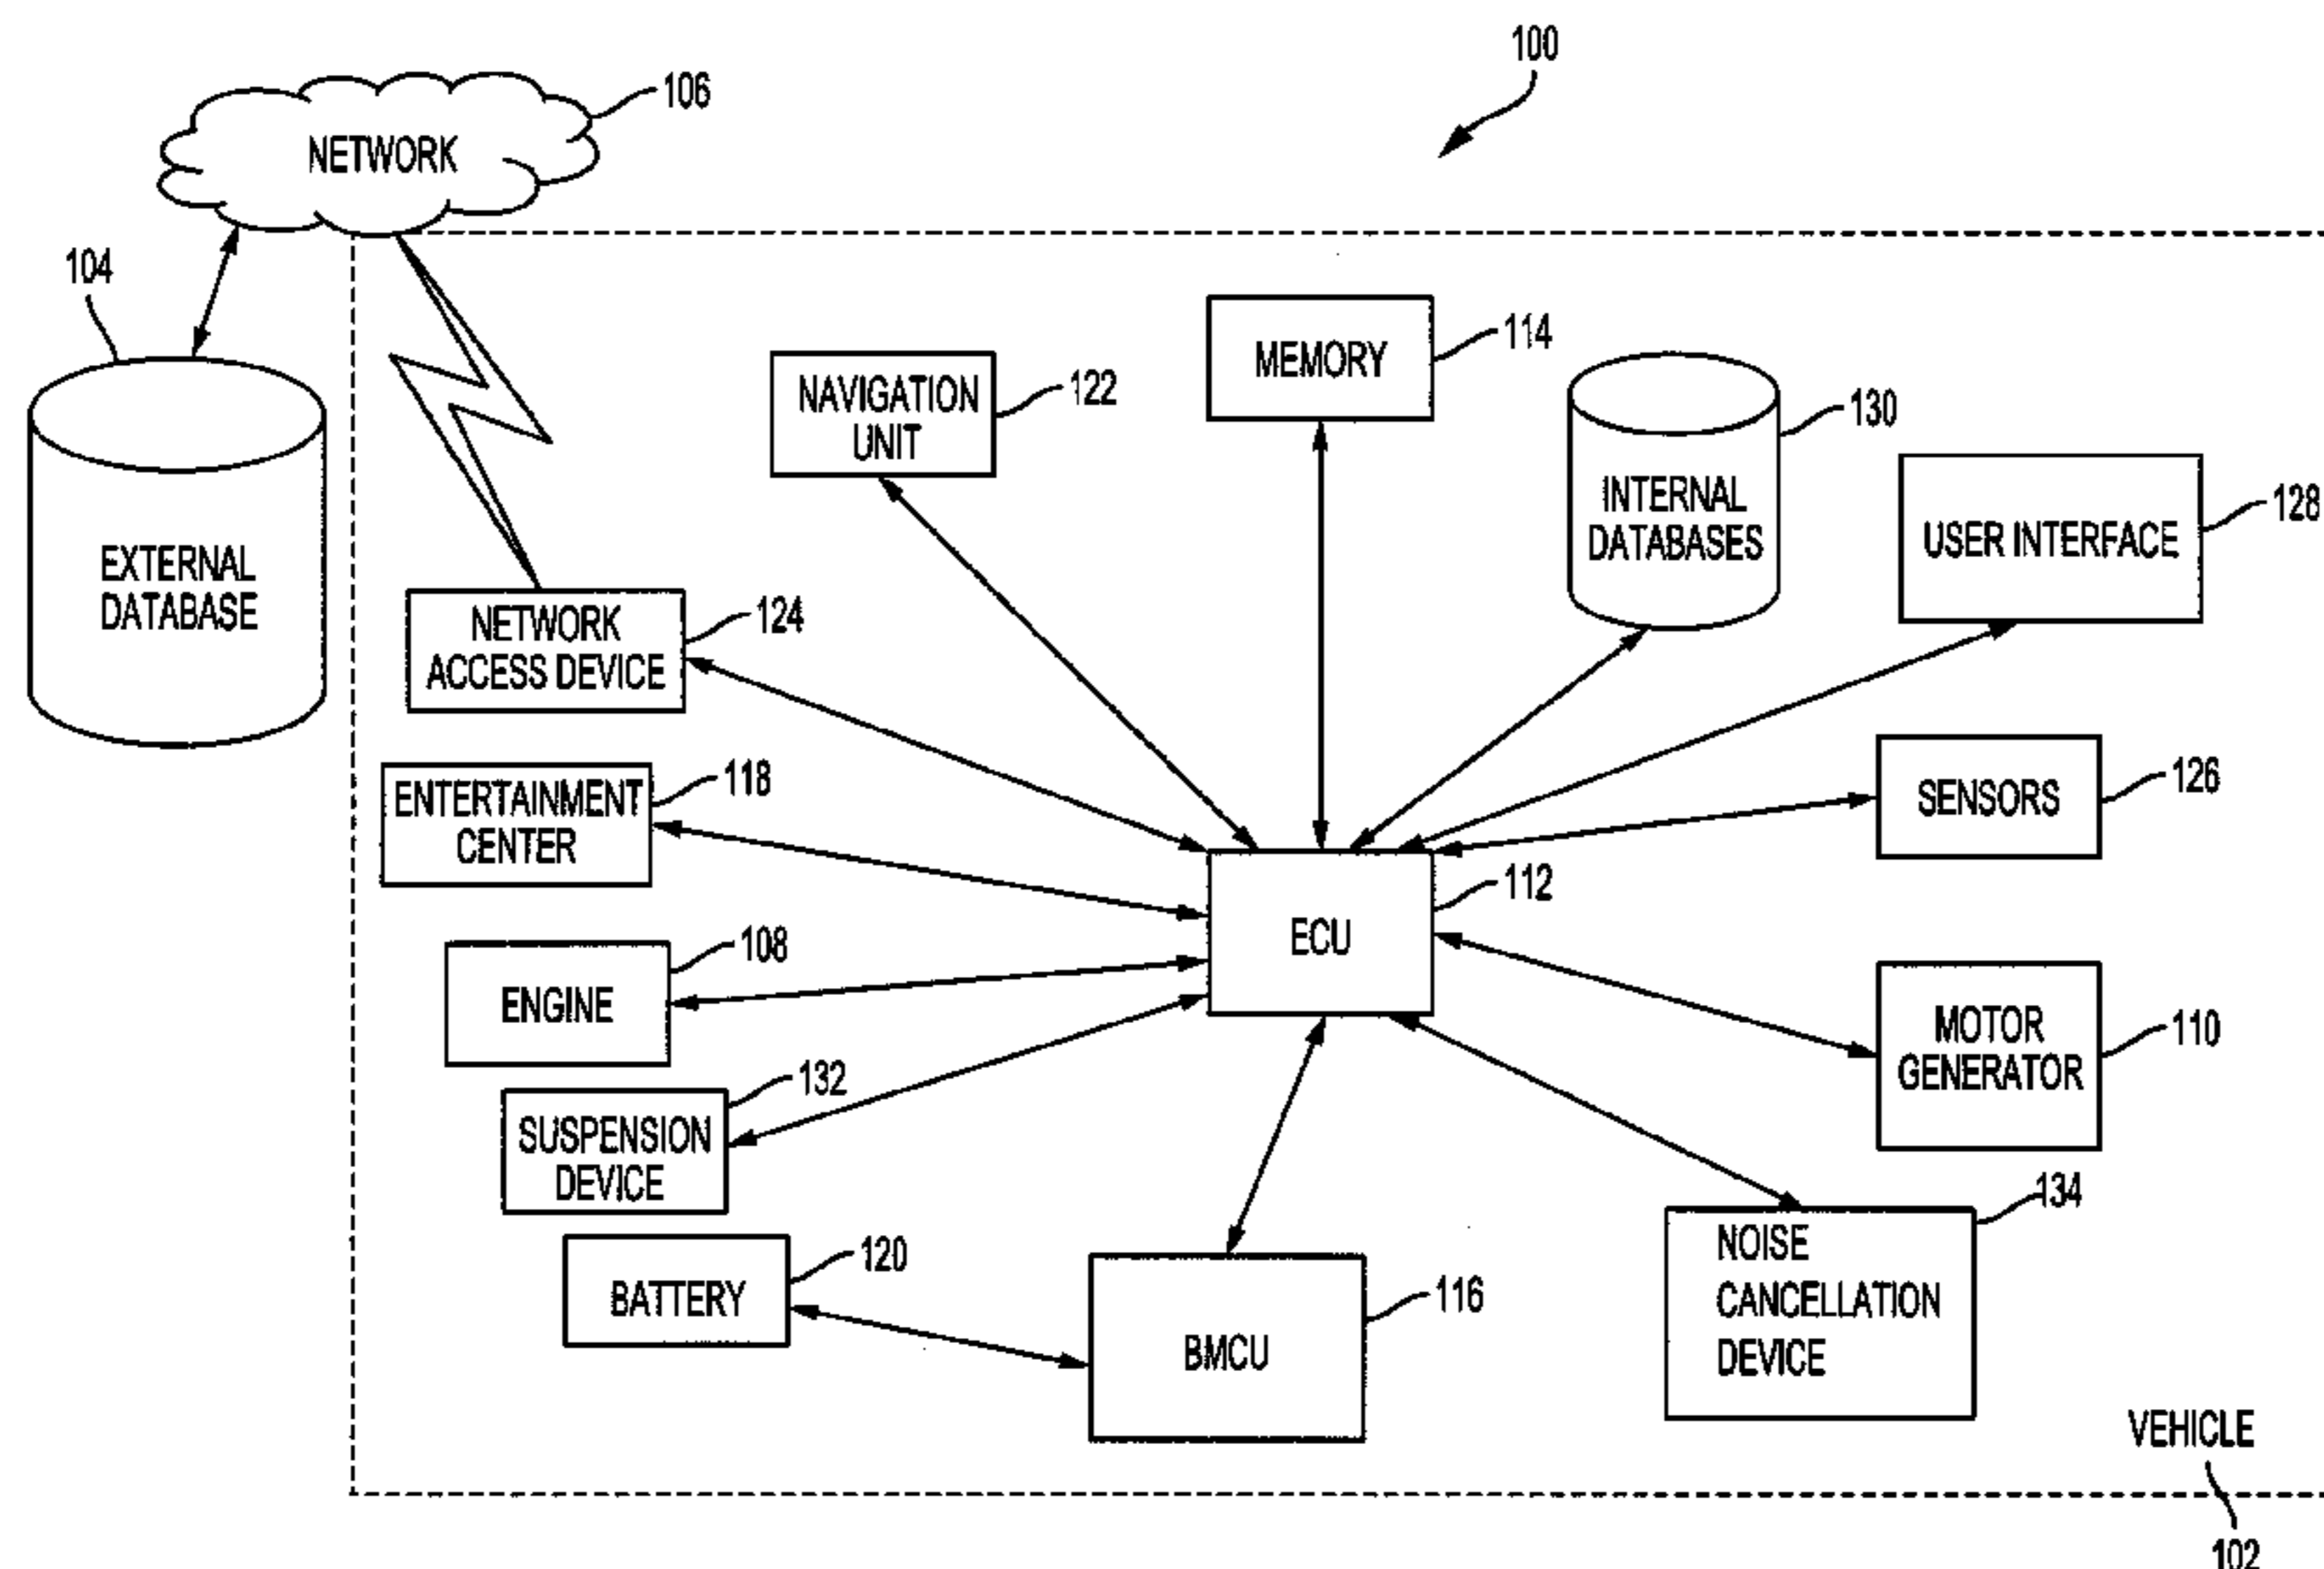 100
106
NETWORK
104
EXTERNAL
DATABASE
MEMORY
114
NAVIGATION
UNIT
122
130
INTERNAL
DATABASES
USER INTERFACE
128
NETWORK
ACCESS DEVICE
124
ENTERTAINMENT
CENTER
118
SENSORS
126
ECU
112
ENGINE
108
MOTOR
GENERATOR
110
SUSPENSION
DEVICE
132
NOISE
CANCELLATION
DEVICE
134
BATTERY
120
BMCU
116
VEHICLE
102